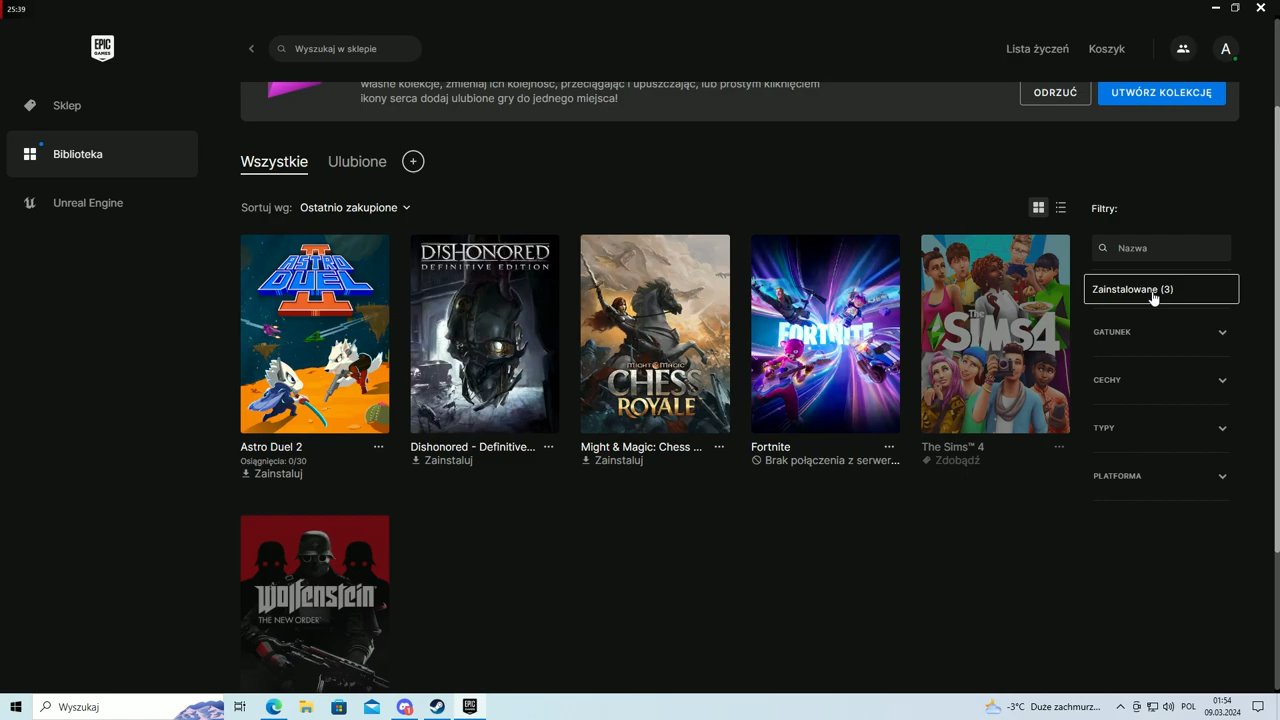 25:39
EPIC
GAMES
Wyszukaj w sklepie
Lista życzeń
Koszyk
A
Sklep
Biblioteka
Unreal Engine
własne kolekcje, zmieniaj ich kolejność, przeciągając i upuszczając, lub prostym kliknięciem
ikony serca dodaj ulubione gry do jednego miejsca!
ODRZUĆ
UTWÓRZ KOLEKCJĘ
Wszystkie
Ulubione
Sortuj wg: Ostatnio zakupione
Filtry:
Nazwa
Zainstalowane (3)
GATUNEK
CECHY
TYPY
PLATFORMA
ASTRO
DUEL
II
DISHONORED
DEFINITIVE EDITION
MIGHT & MAGIC
CHESS
ROYALE
FORTNITE
The
SIMS 4
Astro Duel 2
Osiągnięcia: 0/30
Zainstaluj
Dishonored - Definitive...
Zainstaluj
Might & Magic: Chess ...
Zainstaluj
Fortnite
Brak połączenia z serwer...
The Sims™ 4
Zdobądź
Wolfenstein
THE NEW ORDER
Wyszukaj
-3°C Duże zachmurz...
POL
01:54
09.03.2024